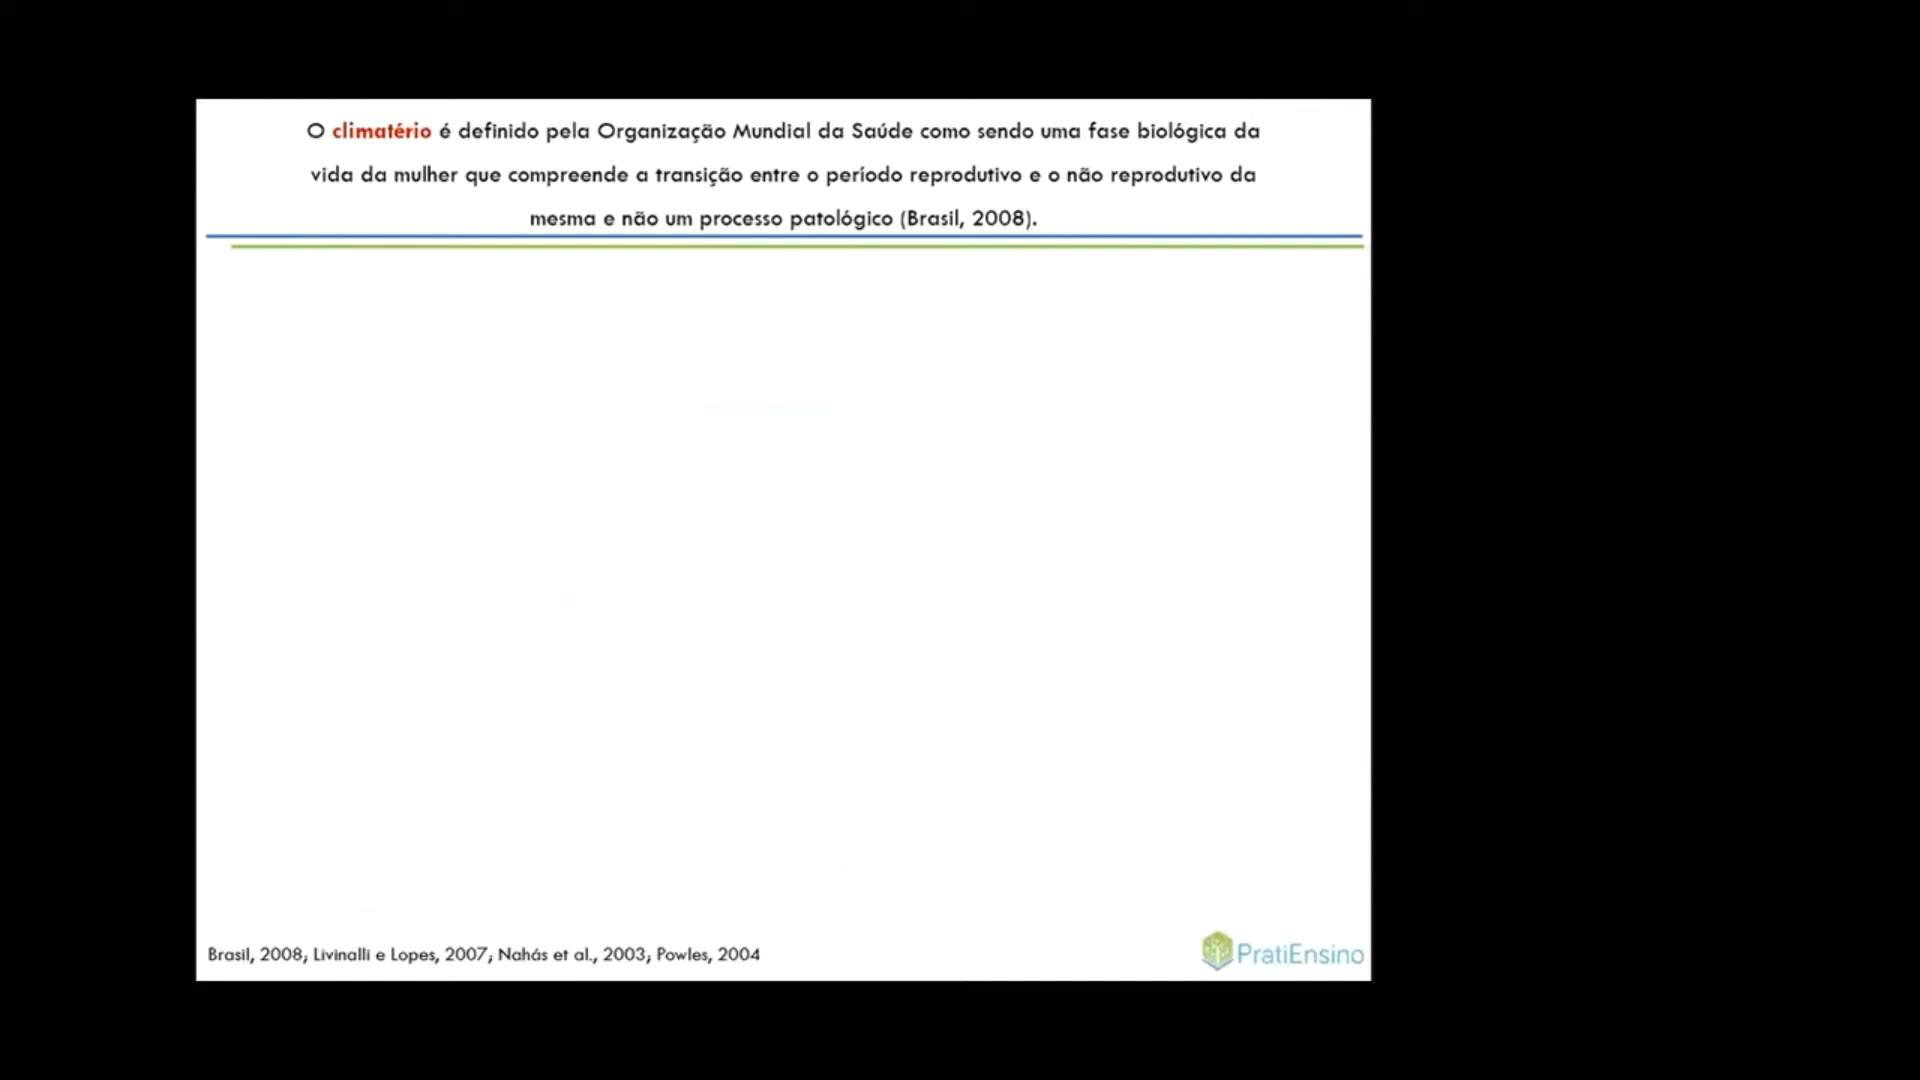 O climatério é definido pela Organização Mundial da Saúde como sendo uma fase biológica da
vida da mulher que compreende a transição entre o período reprodutivo e o não reprodutivo da
mesma e não um processo patológico (Brasil, 2008).
Brasil, 2008; Livinalli e Lopes, 2007; Nahás et al., 2003; Powles, 2004
PratiEnsino